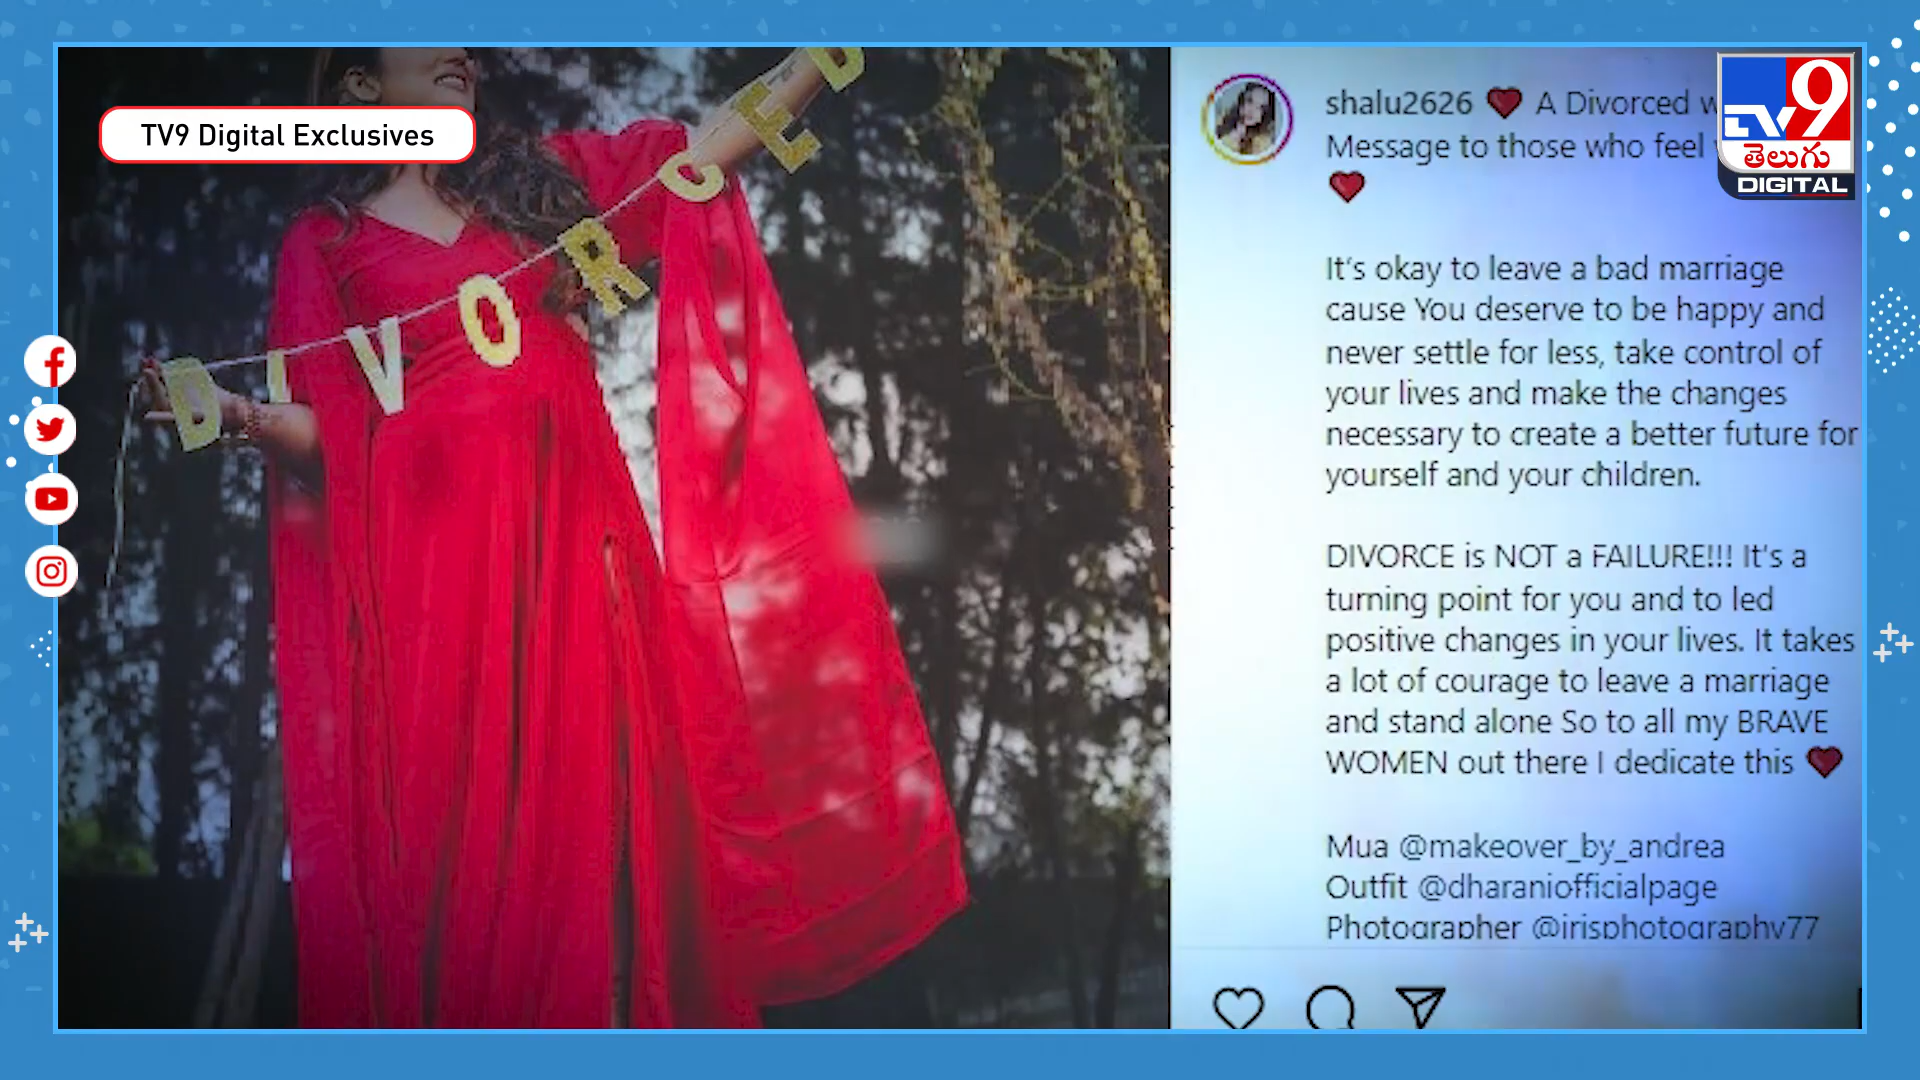 TV9 Digital Exclusives
DIVORCED
TV9
తెలుగు
DIGITAL
shalu2626 ❤ A Divorced
Message to those who feel
❤
It's okay to leave a bad marriage
cause You deserve to be happy and
never settle for less, take control of
your lives and make the changes
necessary to create a better future for
yourself and your children.
DIVORCE is NOT a FAILURE!!! It's a
turning point for you and to led
positive changes in your lives. It takes
a lot of courage to leave a marriage
and stand alone So to all my BRAVE
WOMEN out there I dedicate this ❤
Mua @makeover_by_andrea
Outfit @dharaniofficialpage
Photographer @irisphotography77